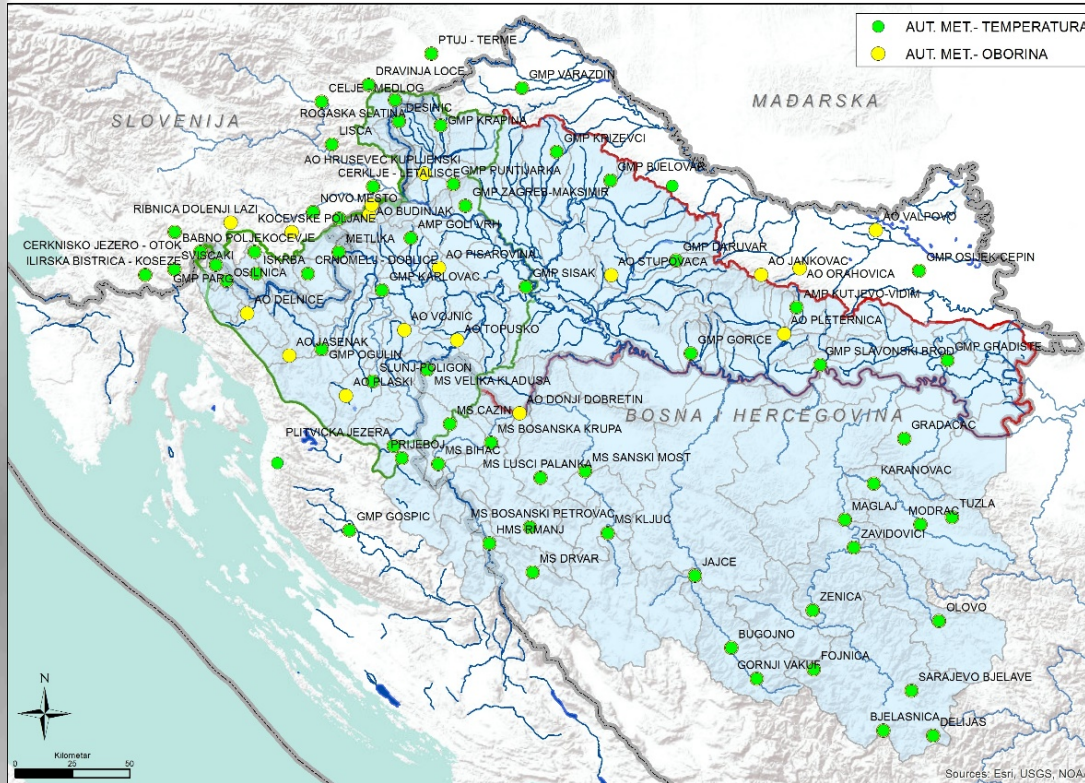 AUT. MET.- TEMPERATURA
AUT. MET.- OBORINA
PTUJ - TERME
DRAVINJA LOCE
GMP VARAZDIN
CELJE - MEDLOG
MAĐARSKA
DESINIC
ROGASKA SLATINA
SLOVENIJA
GMP KRAPINA
LISCA
GMP KRIZEVCI
AO HRUSEVEC KUPLJENSKI
GMP BJELOVAR
CERKLJE - LETALISCE
GMP PUNTIJARKA
GMP ZAGREB-MAKSIMIR
NOVO MESTO
RIBNICA DOLENJI LAZI
AO BUDINJAK
KOCEVSKE POLJANE
AO VALPOVO
AMP GOLI VRH
BABNO POLJE
KOCEVJE
METLIKA
CERKNISKO JEZERO - OTOK
SVISCAKI
ISKRBA
CRNOMELJ - DOBLICE
AO PISAROVINA
GMP DARUVAR
AO STUPOVACA
AO JANKOVAC
AO ORAHOVICA
GMP OSIJEK CEPIN
ILIRSKA BISTRICA - KOSEZE
OSILNICA
GMP PARG
GMP KARLOVAC
GMP SISAK
AMP KUTJEVO-VIDIM
AO DELNICE
AO PLETERNICA
AO VOJNIC
AO TOPUSKO
AO JASENAK
GMP OGULIN
GMP GORICE
GMP SLAVONSKI BROD
GMP GRADISTE
SLUNJ-POLIGON
AO PLASKI
MS VELIKA KLADUSA
AO DONJI DOBRETIN
MS CAZIN
BOSNA I HERCEGOVINA
MS BOSANSKA KRUPA
GRADACAC
PLITVICKA JEZERA
PRIJEBOJ
MS BIHAC
MS LUSCI PALANKA
MS SANSKI MOST
KARANOVAC
MAGLAJ
MODRAC
TUZLA
GMP GOSPIC
MS BOSANSKI PETROVAC
MS KLJUC
HMS RMANJ
ZAVIDOVICI
MS DRVAR
JAJCE
ZENICA
OLOVO
BUGOJNO
FOJNICA
GORNJI VAKUF
SARAJEVO BJELAVE
BJELASNICA
DELIJAS
N
Kilometar
0 25 50
Sources: Esri, USGS, NOAA